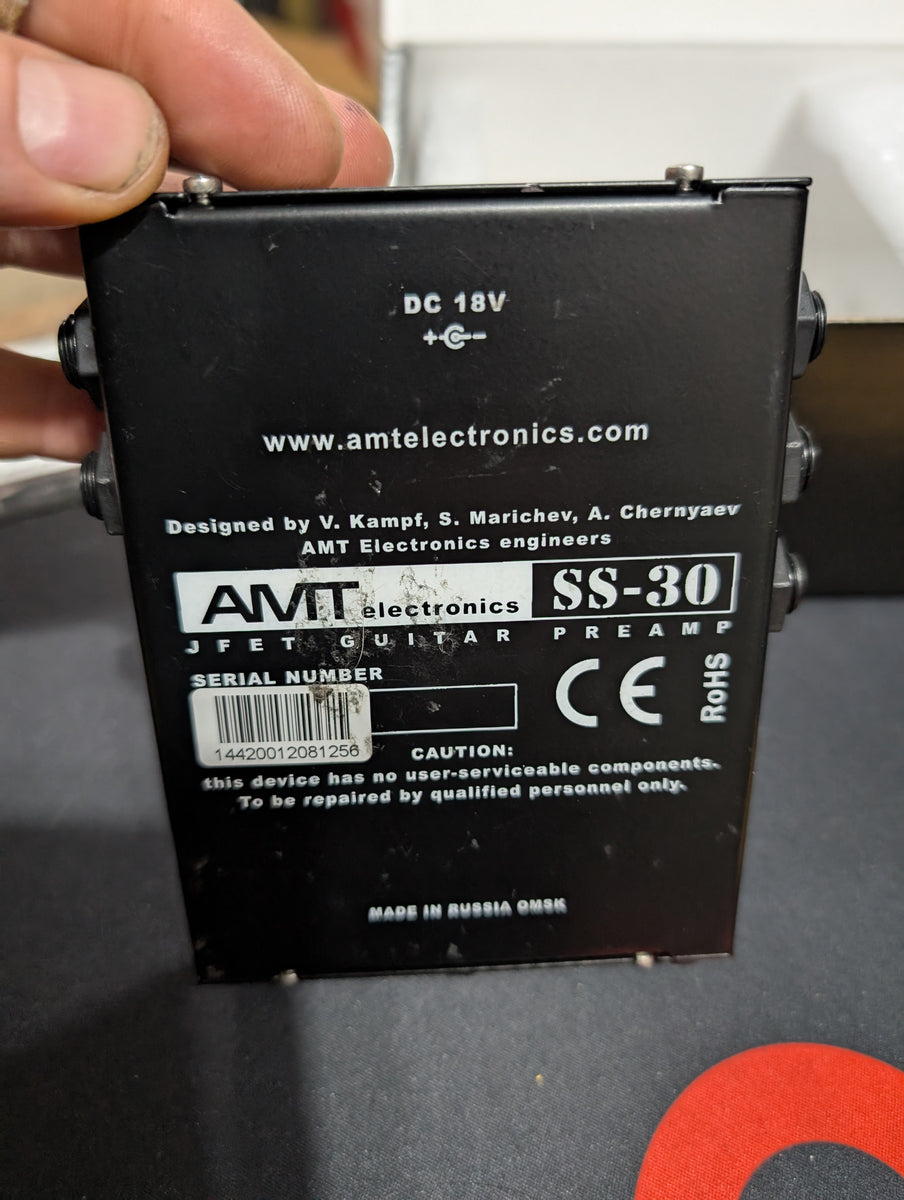 DC 18V
+ -
www.amtelectronics.com
Designed by V. Kampf, S. Marichev, A. Chernyaev
AMT Electronics engineers
AMT electronics SS-30
JFET GUITAR PREAMP
SERIAL NUMBER
14420012081256
CE
RoHS
CAUTION:
this device has no user-serviceable components.
To be repaired by qualified personnel only.
MADE IN RUSSIA OMSK